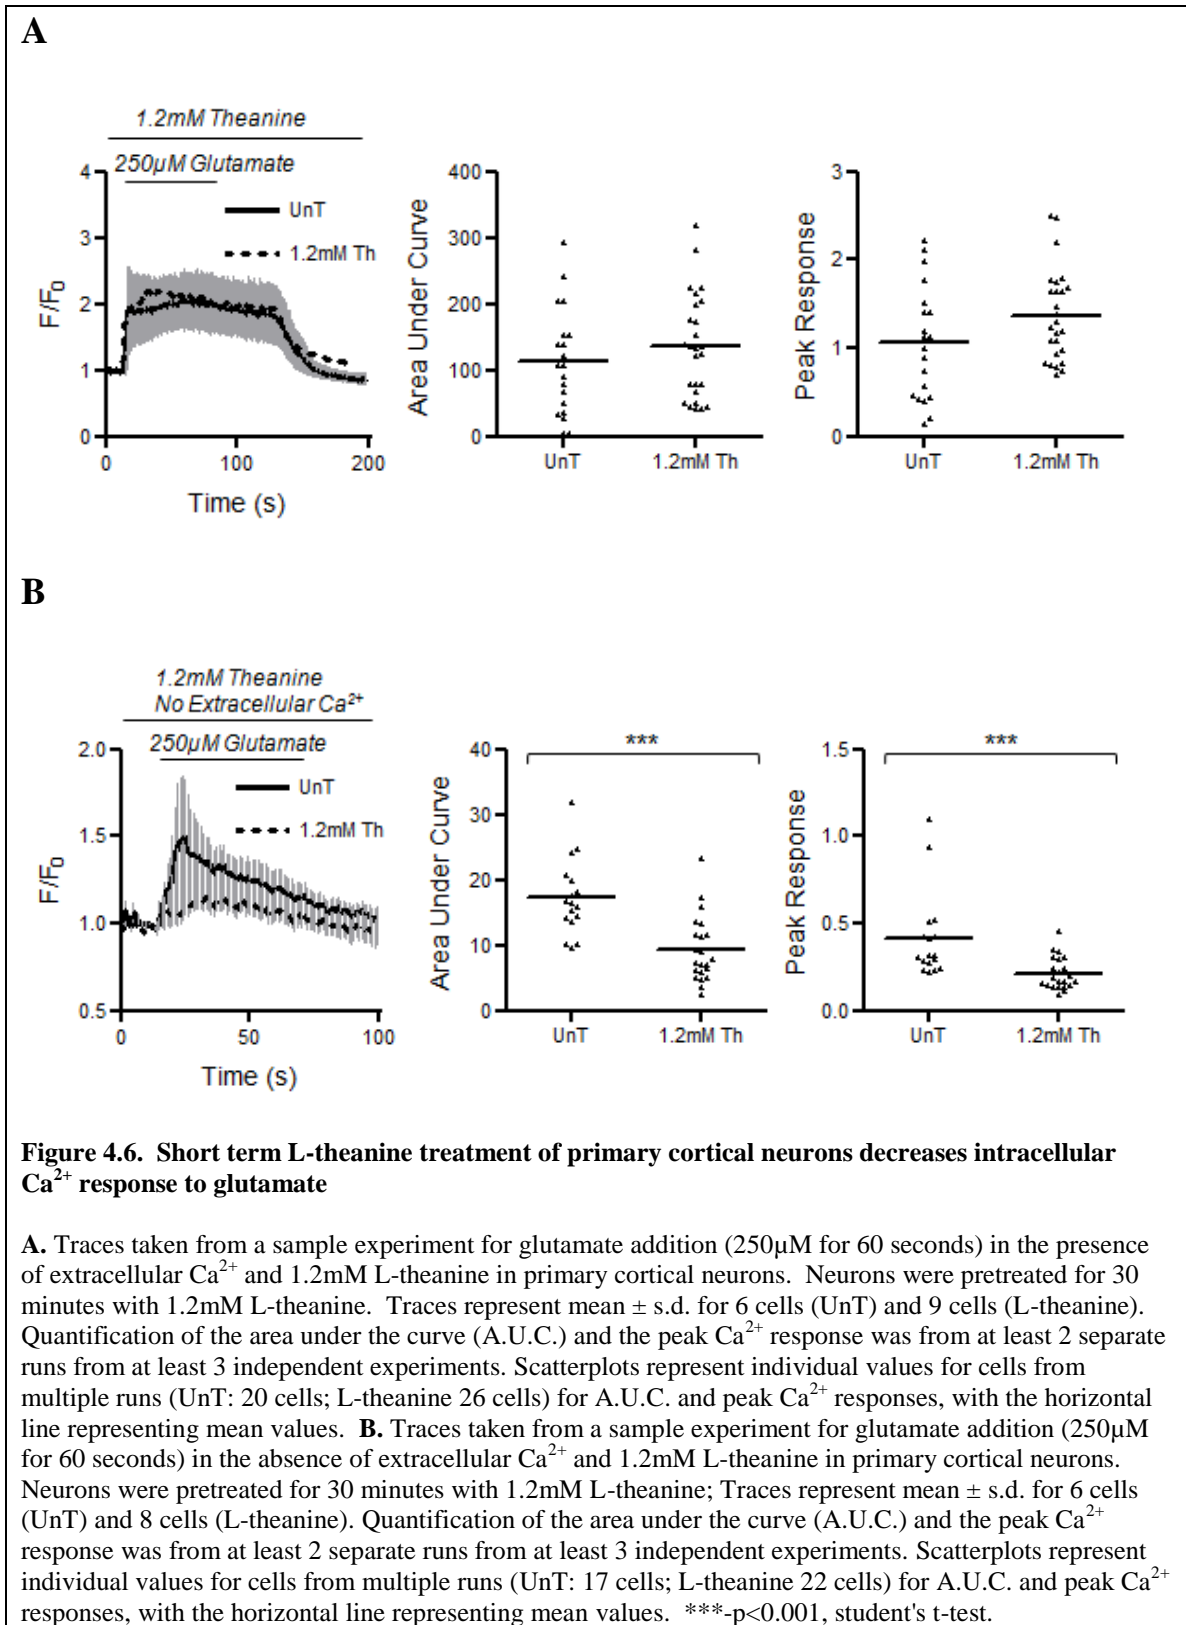 A
1.2mM Theanine
250µM Glutamate
UnT
1.2mM Th
4
3
2
1
0
F/F0
0 100 200
Time (s)
400
300
200
100
0
Area Under Curve
UnT 1.2mM Th
3
2
1
0
Peak Response
UnT 1.2mM Th
B
1.2mM Theanine
No Extracellular Ca2+
250µM Glutamate
UnT
1.2mM Th
2.0
1.5
1.0
0.5
F/F0
0 50 100
Time (s)
***
40
30
20
10
0
Area Under Curve
UnT 1.2mM Th
***
1.5
1.0
0.5
0.0
Peak Response
UnT 1.2mM Th
Figure 4.6. Short term L-theanine treatment of primary cortical neurons decreases intracellular
Ca2+ response to glutamate
A. Traces taken from a sample experiment for glutamate addition (250µM for 60 seconds) in the presence
of extracellular Ca2+ and 1.2mM L-theanine in primary cortical neurons. Neurons were pretreated for 30
minutes with 1.2mM L-theanine. Traces represent mean ± s.d. for 6 cells (UnT) and 9 cells (L-theanine).
Quantification of the area under the curve (A.U.C.) and the peak Ca2+ response was from at least 2 separate
runs from at least 3 independent experiments. Scatterplots represent individual values for cells from
multiple runs (UnT: 20 cells; L-theanine 26 cells) for A.U.C. and peak Ca2+ responses, with the horizontal
line representing mean values. B. Traces taken from a sample experiment for glutamate addition (250µM
for 60 seconds) in the absence of extracellular Ca2+ and 1.2mM L-theanine in primary cortical neurons.
Neurons were pretreated for 30 minutes with 1.2mM L-theanine; Traces represent mean ± s.d. for 6 cells
(UnT) and 8 cells (L-theanine). Quantification of the area under the curve (A.U.C.) and the peak Ca2+
response was from at least 2 separate runs from at least 3 independent experiments. Scatterplots represent
individual values for cells from multiple runs (UnT: 17 cells; L-theanine 22 cells) for A.U.C. and peak Ca2+
responses, with the horizontal line representing mean values. ***-p<0.001, student's t-test.